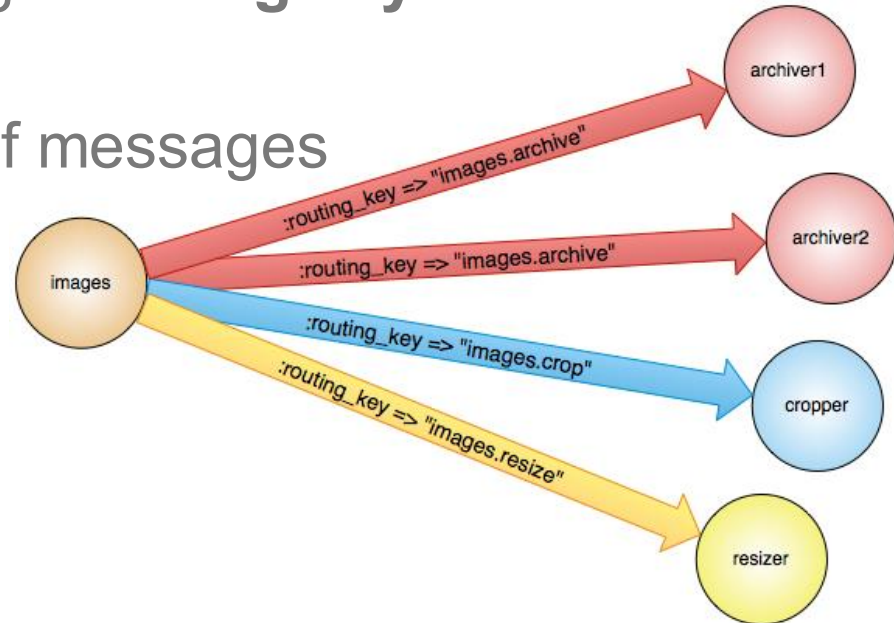 f messages
archiver1
:routing_key => "images.archive"
archiver2
:routing_key => "images.archive"
images
:routing_key => "images.crop"
cropper
:routing_key => "images.resize"
resizer